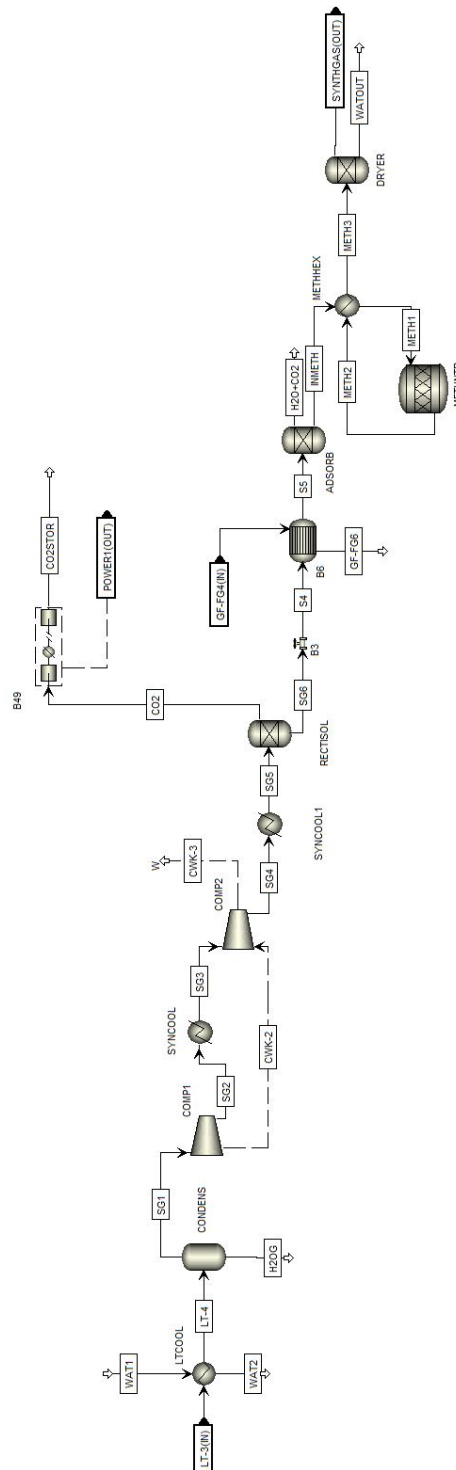 LT-3(IN)
WAT1
LTCOOL
WAT2
LT-4
CONDENS
H2OG
SG1
COMP1
SG2
SYNCOOL
SG3
CWK-2
COMP2
CWK-3
W
SG4
SYNCOOL1
SG5
RECTISOL
CO2
B49
CO2STOR
POWER1(OUT)
SG6
B3
S4
GF-FG4(IN)
B6
GF-FG6
S5
ADSORB
H2O+CO2
INMETH
METHHEX
METH1
METH2
METH3
DRYER
SYNTHGAS(OUT)
WATOUT